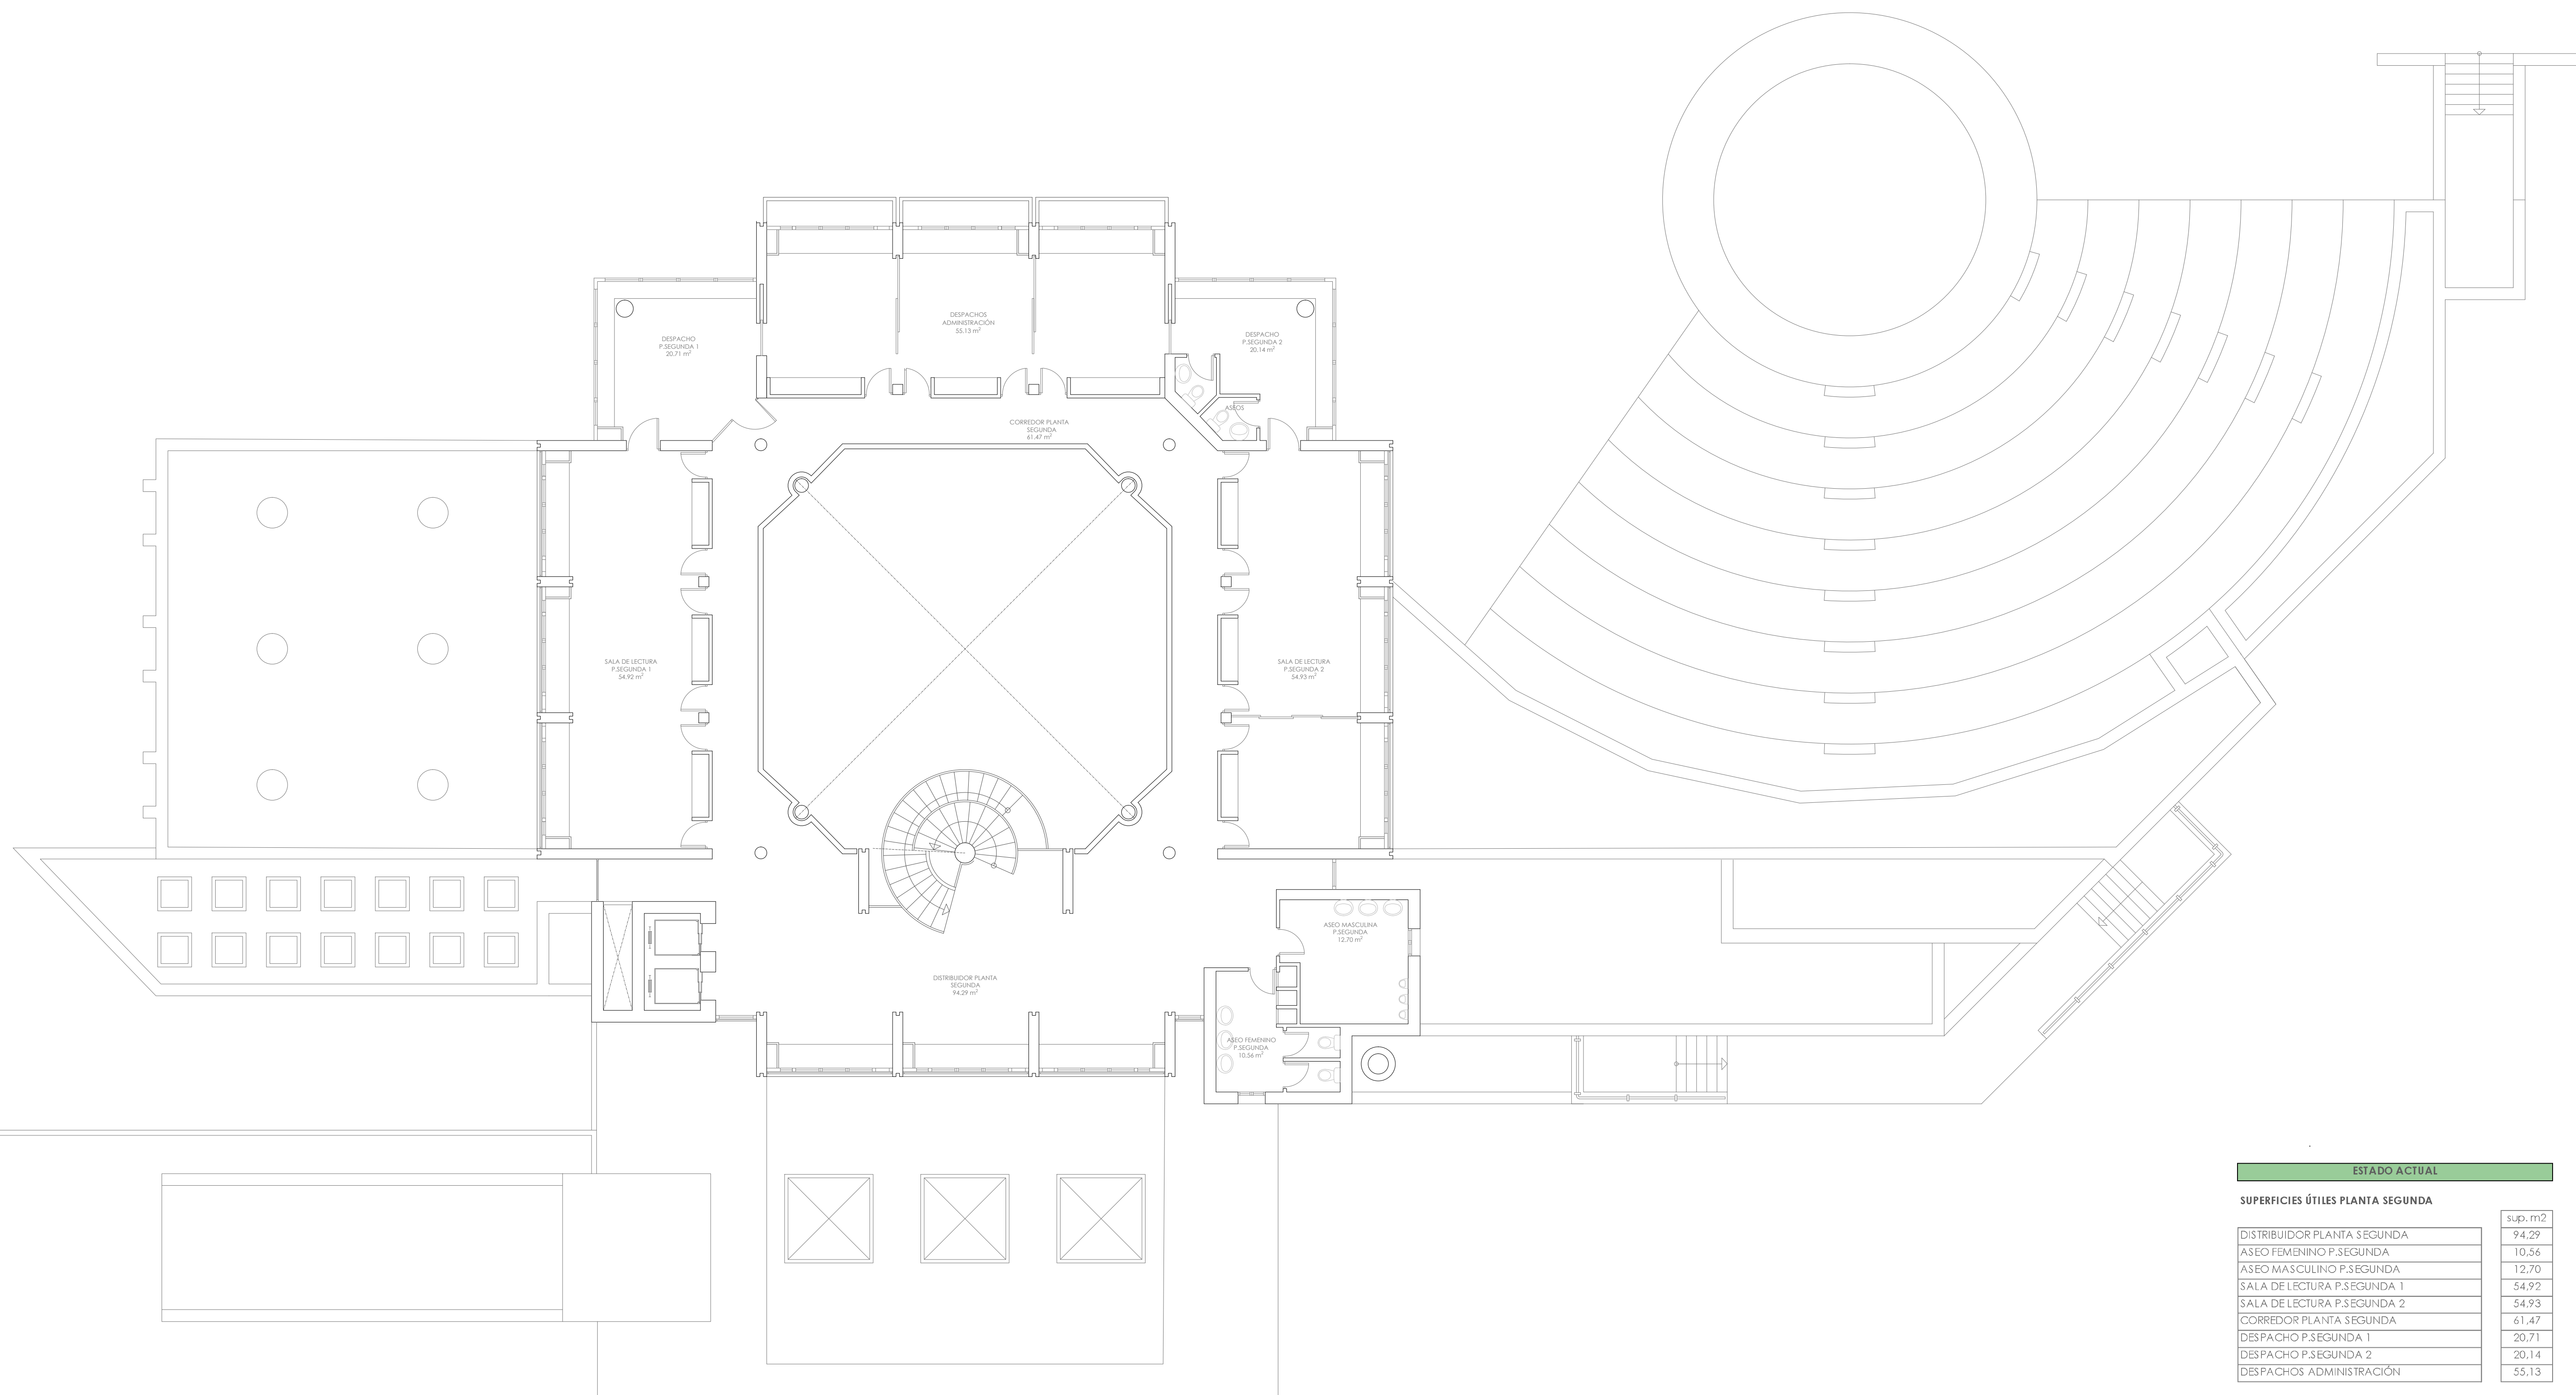 DESPACHOS
ADMINISTRACIÓN
55.13 m²
DESPACHO
P.SEGUNDA 1
20,71 m²
DESPACHO
P.SEGUNDA 2
20.14 m²
ASEOS
CORREDOR PLANTA
SEGUNDA
61.47 m²
SALA DE LECTURA
P.SEGUNDA 1
54.92 m²
SALA DE LECTURA
P.SEGUNDA 2
54.93 m²
ASEO MASCULINA
P.SEGUNDA
12.70 m²
DISTRIBUIDOR PLANTA
SEGUNDA
94.29 m²
ASEO FEMENINO
P.SEGUNDA
10,56 m²
ESTADO ACTUAL
SUPERFICIES ÚTILES PLANTA SEGUNDA
sup. m2
DISTRIBUIDOR PLANTA SEGUNDA 94,29
ASEO FEMENINO P.SEGUNDA 10,56
ASEO MASCULINO P.SEGUNDA 12,70
SALA DE LECTURA P.SEGUNDA 1 54,92
SALA DE LECTURA P.SEGUNDA 2 54,93
CORREDOR PLANTA SEGUNDA 61,47
DESPACHO P.SEGUNDA 1 20,71
DESPACHO P.SEGUNDA 2 20,14
DESPACHOS ADMINISTRACIÓN 55,13